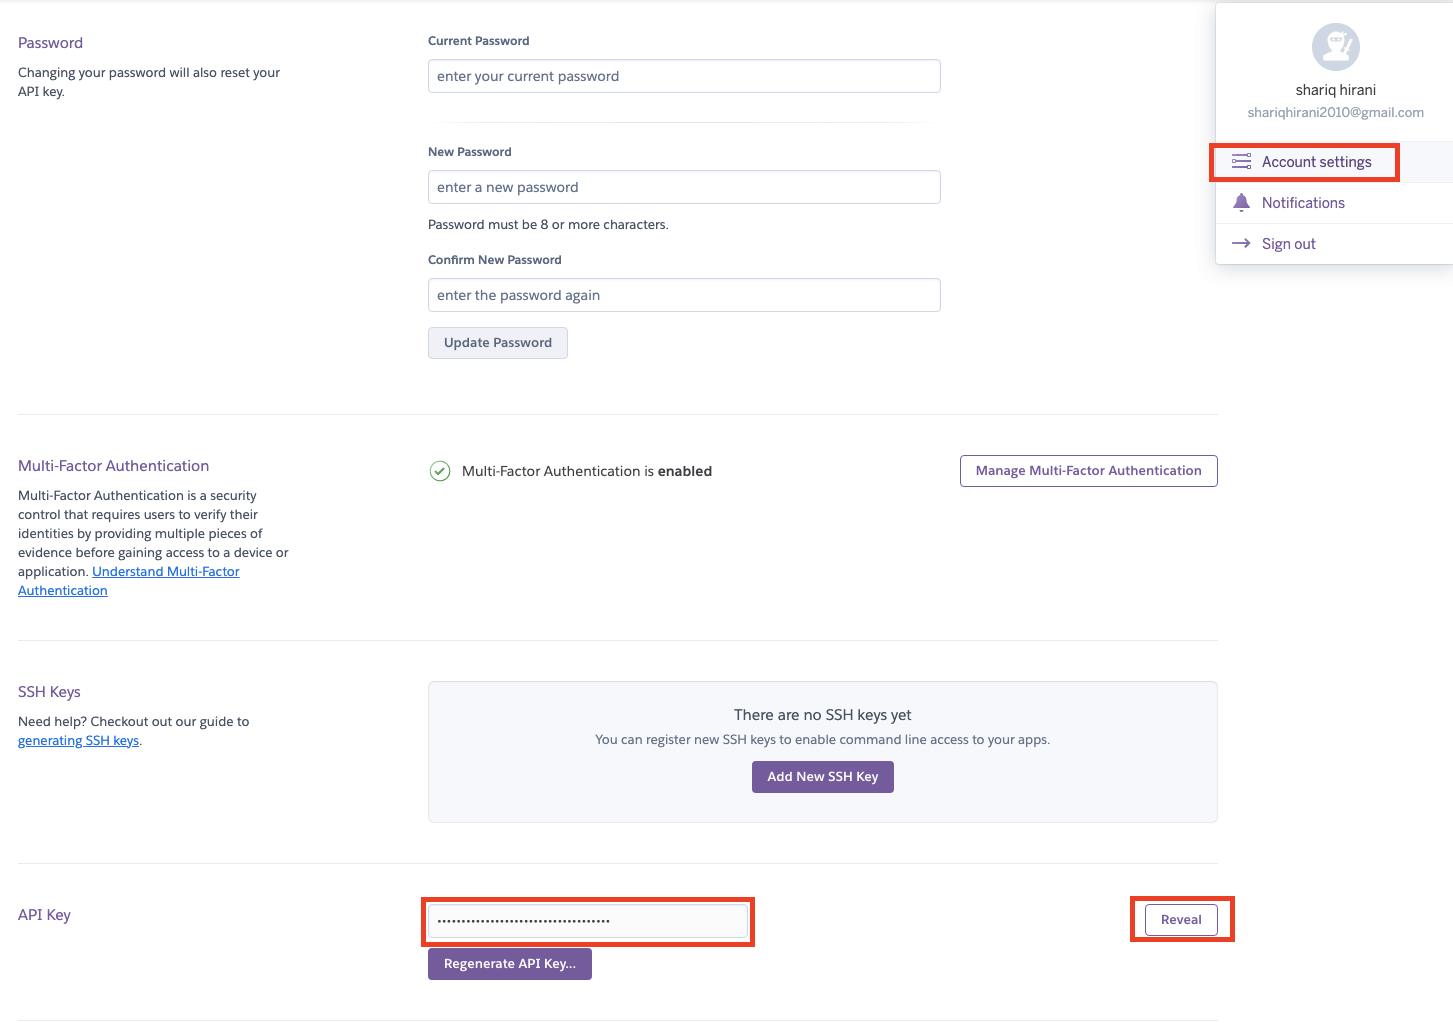 Password
Changing your password will also reset your
API key.
Current Password
enter your current password
New Password
enter a new password
Password must be 8 or more characters.
Confirm New Password
enter the password again
Update Password
shariq hirani
shariqhirani2010@gmail.com
Account settings
Notifications
Sign out
Multi-Factor Authentication
Multi-Factor Authentication is a security
control that requires users to verify their
identities by providing multiple pieces of
evidence before gaining access to a device or
application. Understand Multi-Factor
Authentication
Multi-Factor Authentication is enabled
Manage Multi-Factor Authentication
SSH Keys
Need help? Checkout out our guide to
generating SSH keys.
There are no SSH keys yet
You can register new SSH keys to enable command line access to your apps.
Add New SSH Key
API Key
••••••••••••••••••••••••••••••••••••
Reveal
Regenerate API Key...